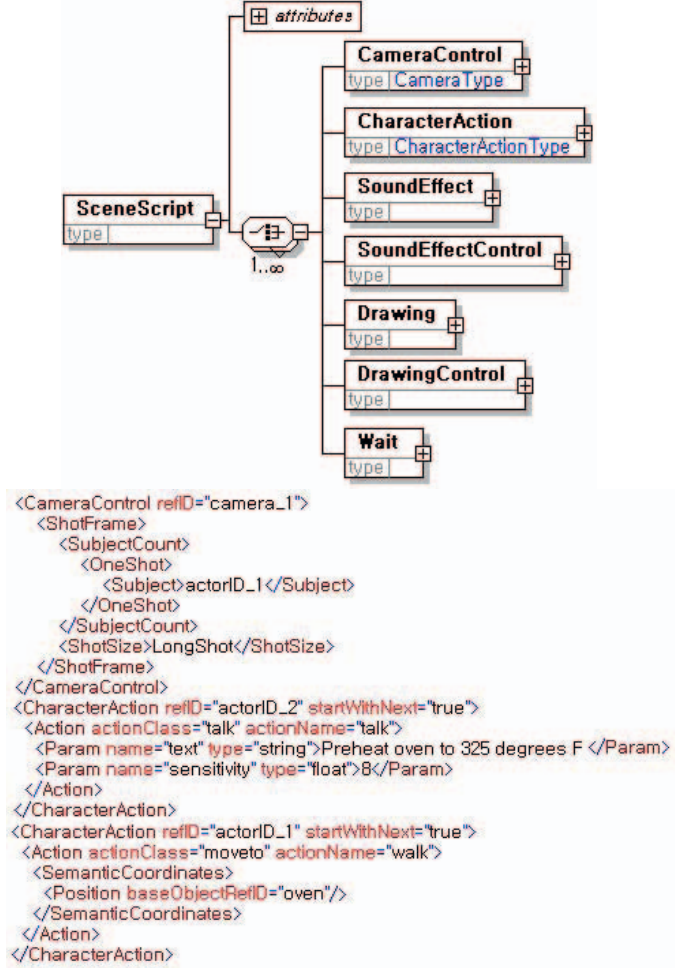 attributes
CameraControl
type CameraType
CharacterAction
type CharacterActionType
SoundEffect
type
SceneScript
type
SoundEffectControl
type
1..∞
Drawing
type
DrawingControl
type
Wait
type
<CameraControl refID="camera_1">
<ShotFrame>
<SubjectCount>
<OneShot>
<Subject>actorID_1</Subject>
</OneShot>
</SubjectCount>
<ShotSize>LongShot</ShotSize>
</ShotFrame>
</CameraControl>
<CharacterAction refID="actorID_2" startWithNext="true">
<Action actionClass="talk" actionName="talk">
<Param name="text" type="string">Preheat oven to 325 degrees F </Param>
<Param name="sensitivity" type="float">8</Param>
</Action>
</CharacterAction>
<CharacterAction refID="actorID_1" startWithNext="true">
<Action actionClass="moveto" actionName="walk">
<SemanticCoordinates>
<Position baseObjectRefID="oven"/>
</SemanticCoordinates>
</Action>
</CharacterAction>